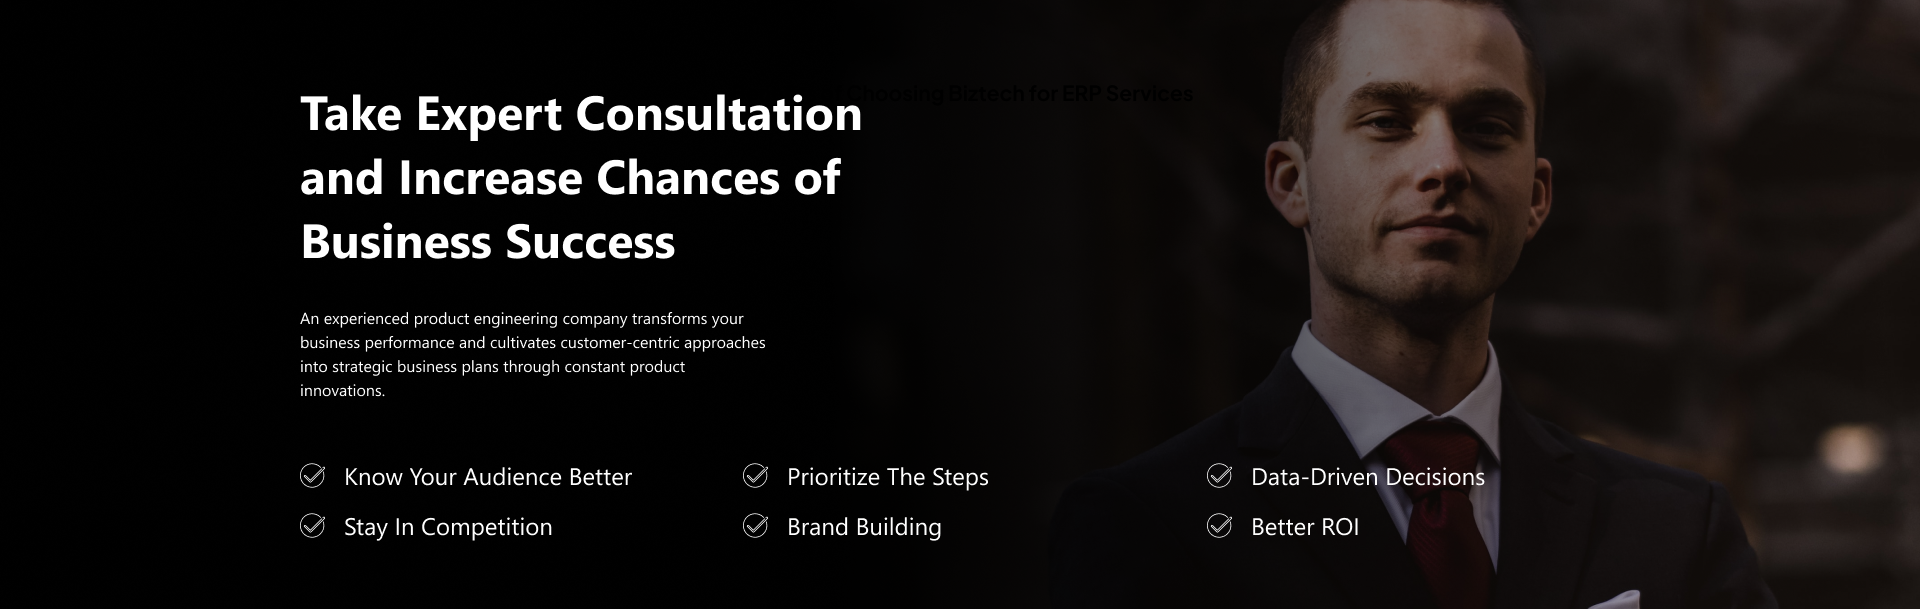 Choosing Biztech for ERP Services
Take Expert Consultation
and Increase Chances of
Business Success
An experienced product engineering company transforms your
business performance and cultivates customer-centric approaches
into strategic business plans through constant product
innovations.
Know Your Audience Better
Prioritize The Steps
Data-Driven Decisions
Stay In Competition
Brand Building
Better ROI